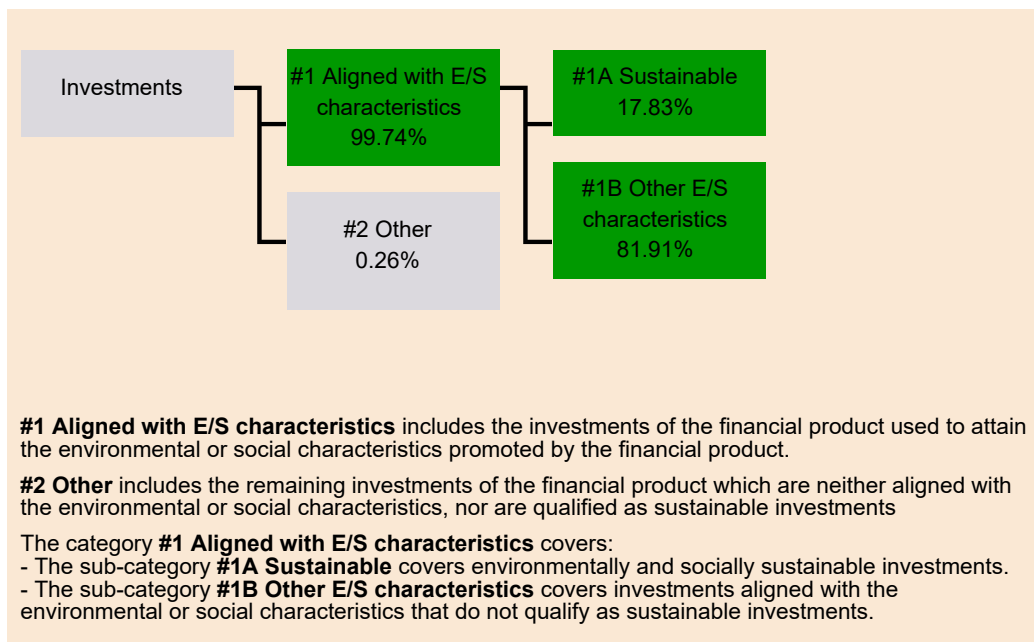 Investments
#1 Aligned with E/S
characteristics
99.74%
#2 Other
0.26%
#1A Sustainable
17.83%
#1B Other E/S
characteristics
81.91%
#1 Aligned with E/S characteristics includes the investments of the financial product used to attain
the environmental or social characteristics promoted by the financial product.
#2 Other includes the remaining investments of the financial product which are neither aligned with
the environmental or social characteristics, nor are qualified as sustainable investments
The category #1 Aligned with E/S characteristics covers:
- The sub-category #1A Sustainable covers environmentally and socially sustainable investments.
- The sub-category #1B Other E/S characteristics covers investments aligned with the
environmental or social characteristics that do not qualify as sustainable investments.